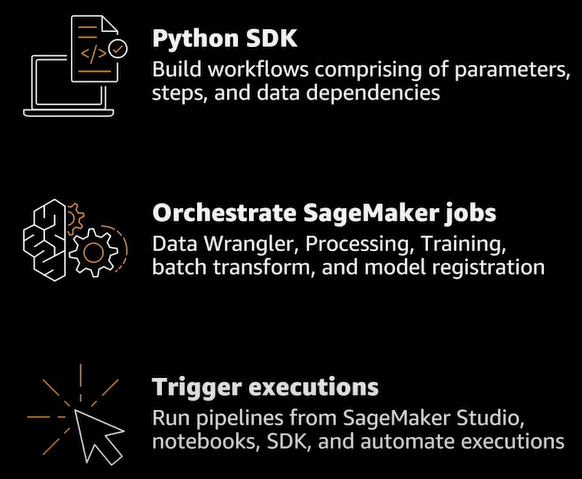 </>
Python SDK
Build workflows comprising of parameters,
steps, and data dependencies
Orchestrate SageMaker jobs
Data Wrangler, Processing, Training,
batch transform, and model registration
Trigger executions
Run pipelines from SageMaker Studio,
notebooks, SDK, and automate executions